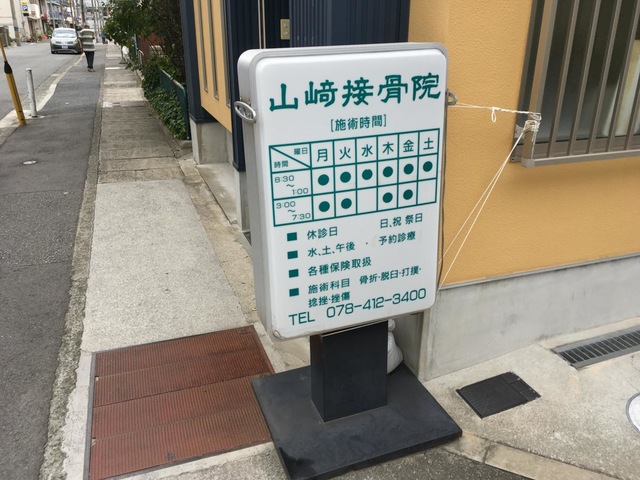 山﨑接骨院
[施術時間]
曜日 時間 月 火 水 木 金 土
8:30～1:00 ● ● ● ● ● ●
3:00～7:30 ● ● ● ●
■ 休診日 日、祝祭日
■ 水、土、午後・予約診療
■ 各種保険取扱
■ 施術科目 骨折・脱臼・打撲・
捻挫・挫傷
TEL 078-412-3400